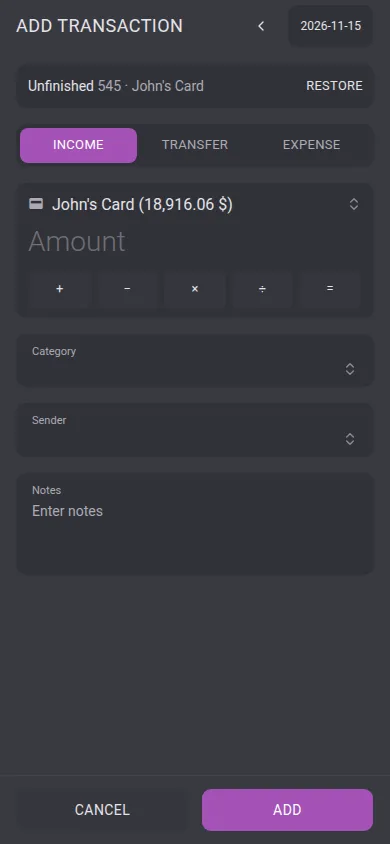 ADD TRANSACTION 2026-11-15
Unfinished 545 · John's Card RESTORE
INCOME TRANSFER EXPENSE
John's Card (18,916.06 $)
Amount
+ − × ÷ =
Category
Sender
Notes
Enter notes
CANCEL ADD